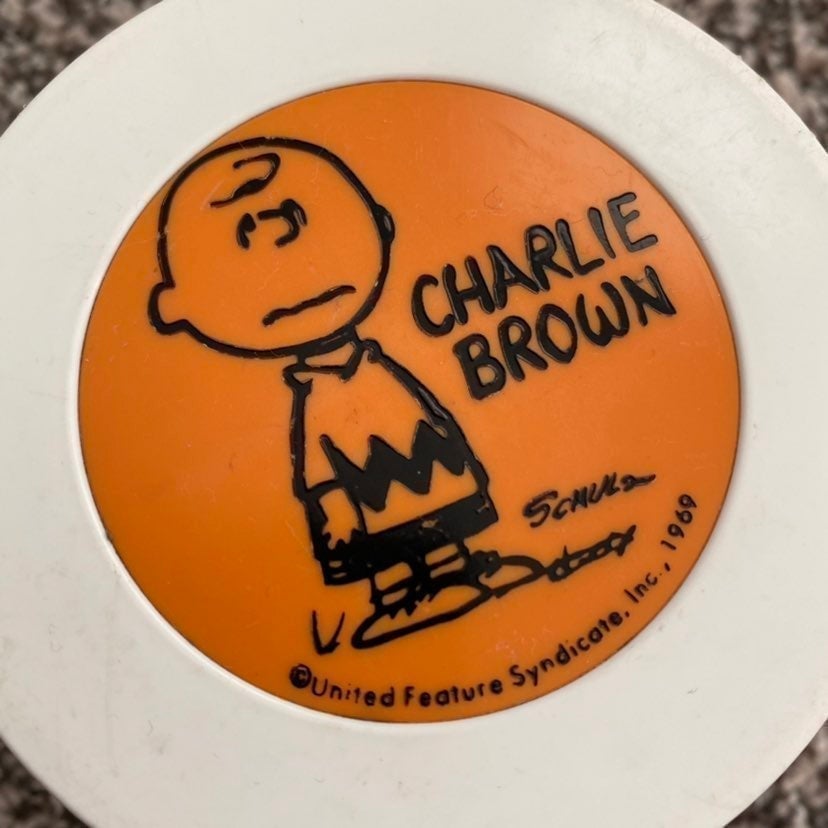 CHARLIE
BROWN
SCHULZ
©United Feature Syndicate, Inc., 1969